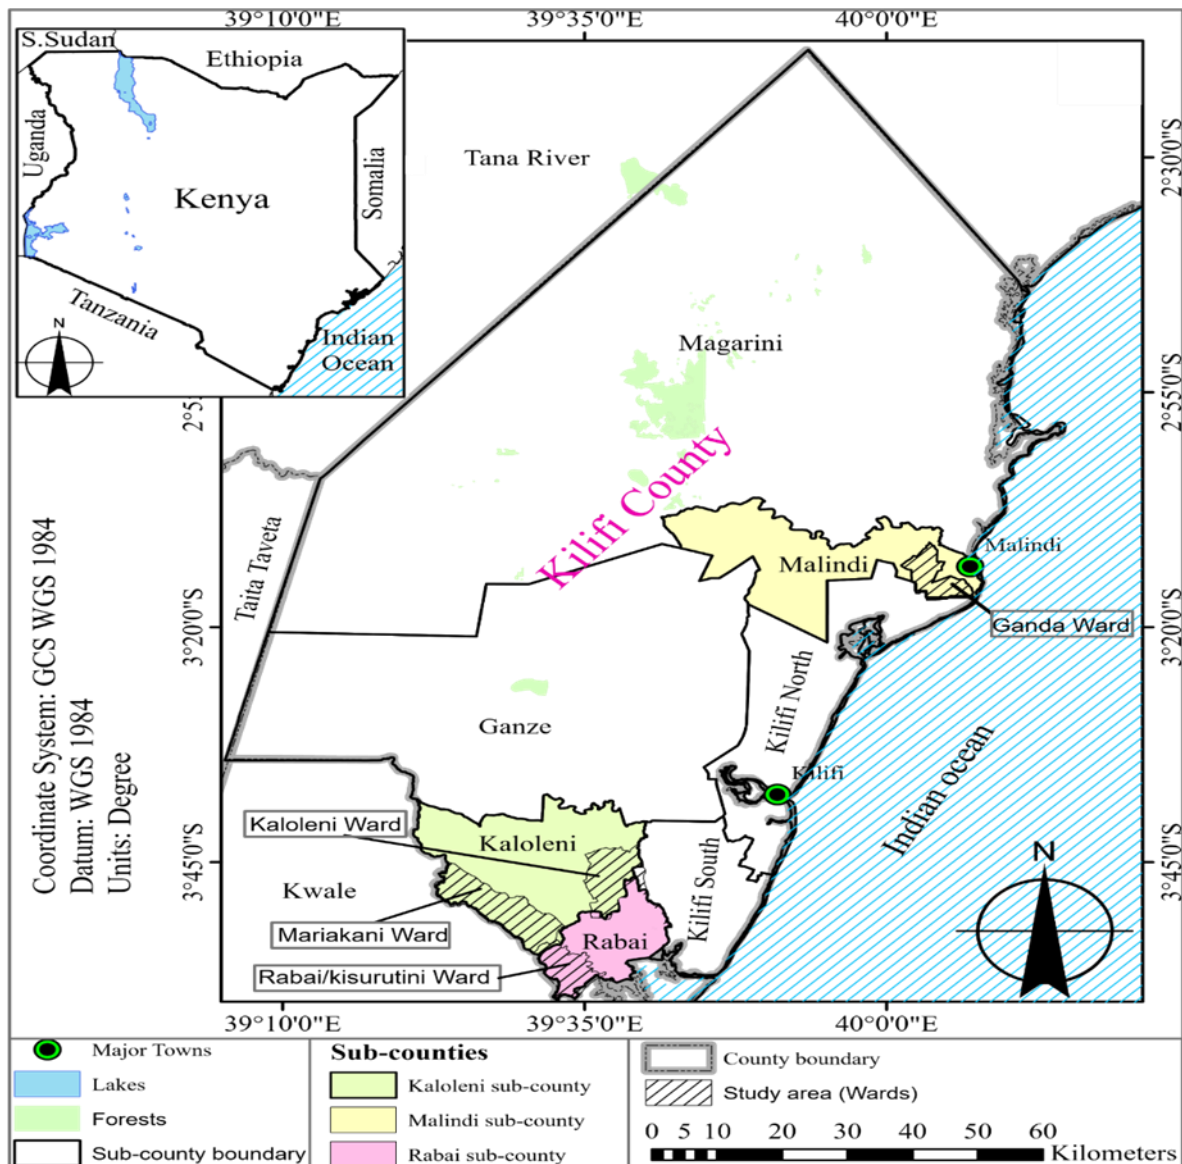 39°10'0"E
39°35'0"E
40°0'0"E
S.Sudan
Ethiopia
Uganda
Kenya
Somalia
Tanzania
N
Indian
Ocean
Tana River
2°30'0"S
Magarini
2°55'0"S
2°5
Kilifi County
Taita Taveta
Malindi
Malindi
Ganda Ward
3°20'0"S
3°20'0"S
Coordinate System: GCS WGS 1984
Datum: WGS 1984
Units: Degree
Ganze
Kilifi North
Kilifi
Indian ocean
Kaloleni Ward
Kaloleni
3°45'0"S
3°45'0"S
Kwale
Kilifi South
N
Mariakani Ward
Rabai
Rabai/kisurutini Ward
39°10'0"E
39°35'0"E
40°0'0"E
Major Towns
Lakes
Forests
Sub-county boundary
Sub-counties
Kaloleni sub-county
Malindi sub-county
Rabai sub-county
County boundary
Study area (Wards)
0 5 10 20 30 40 50 60
Kilometers